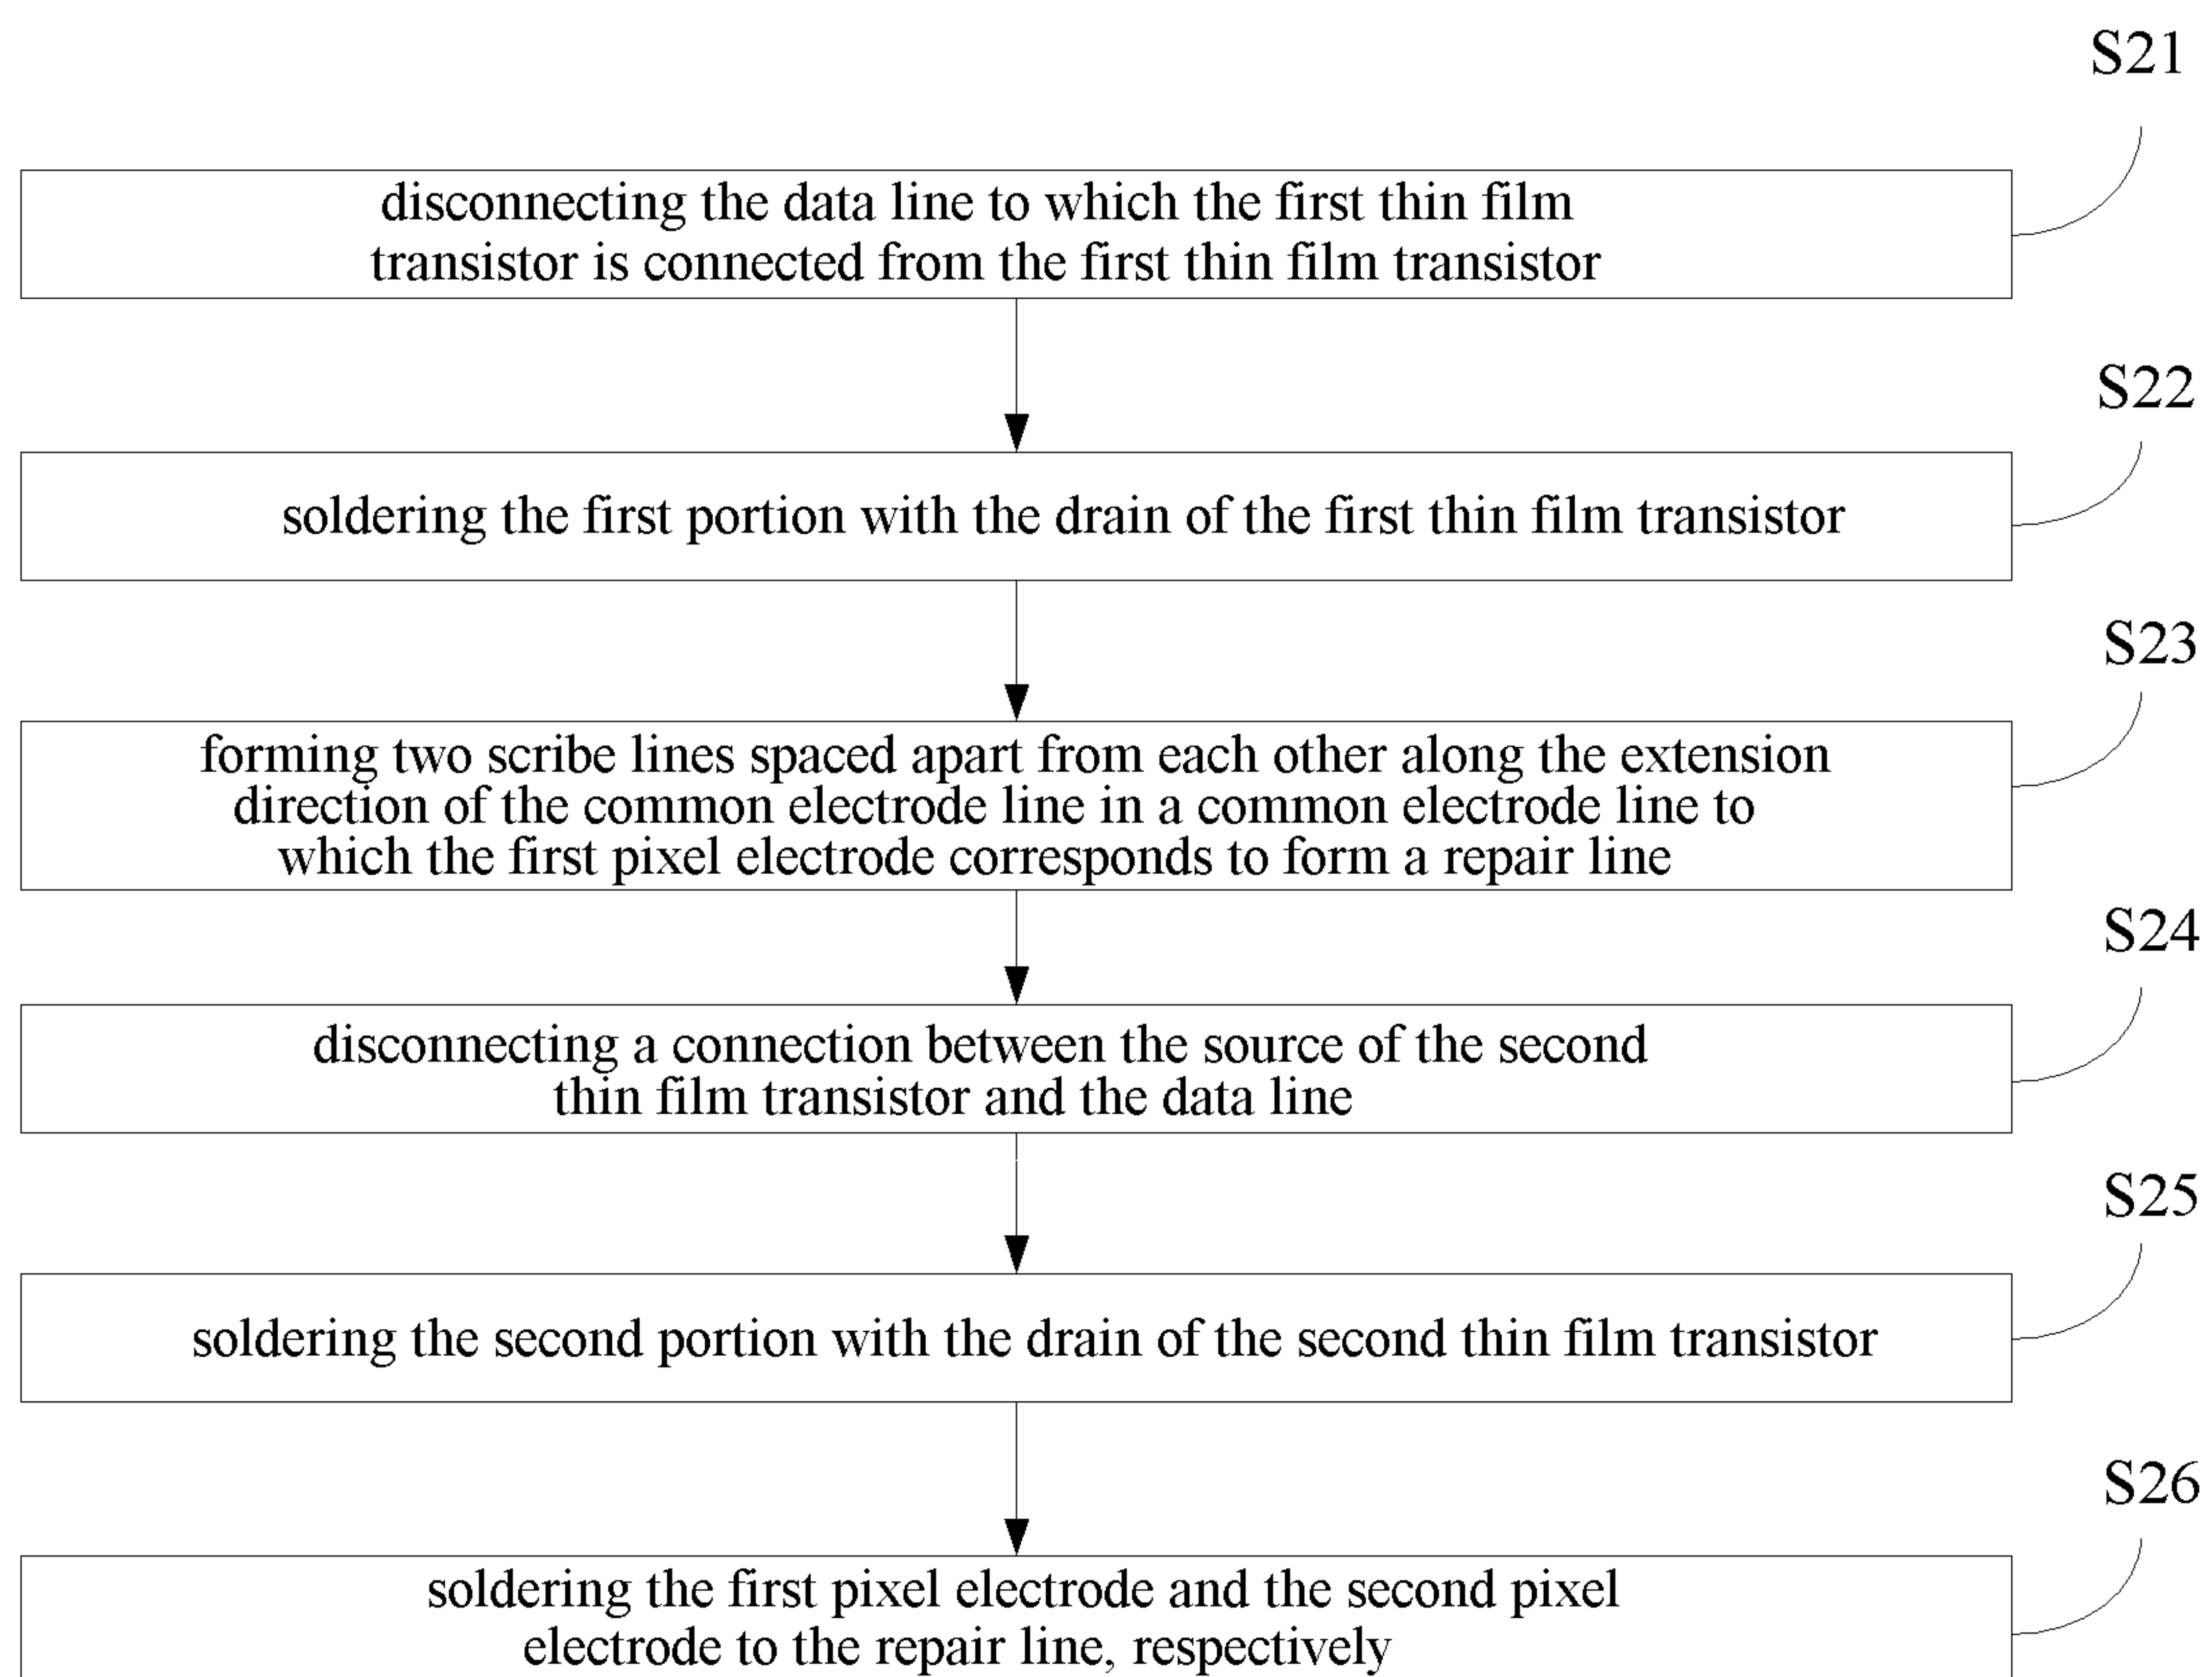 S21
disconnecting the data line to which the first thin film
transistor is connected from the first thin film transistor
S22
soldering the first portion with the drain of the first thin film transistor
S23
forming two scribe lines spaced apart from each other along the extension
direction of the common electrode line in a common electrode line to
which the first pixel electrode corresponds to form a repair line
S24
disconnecting a connection between the source of the second
thin film transistor and the data line
S25
soldering the second portion with the drain of the second thin film transistor
S26
soldering the first pixel electrode and the second pixel
electrode to the repair line, respectively